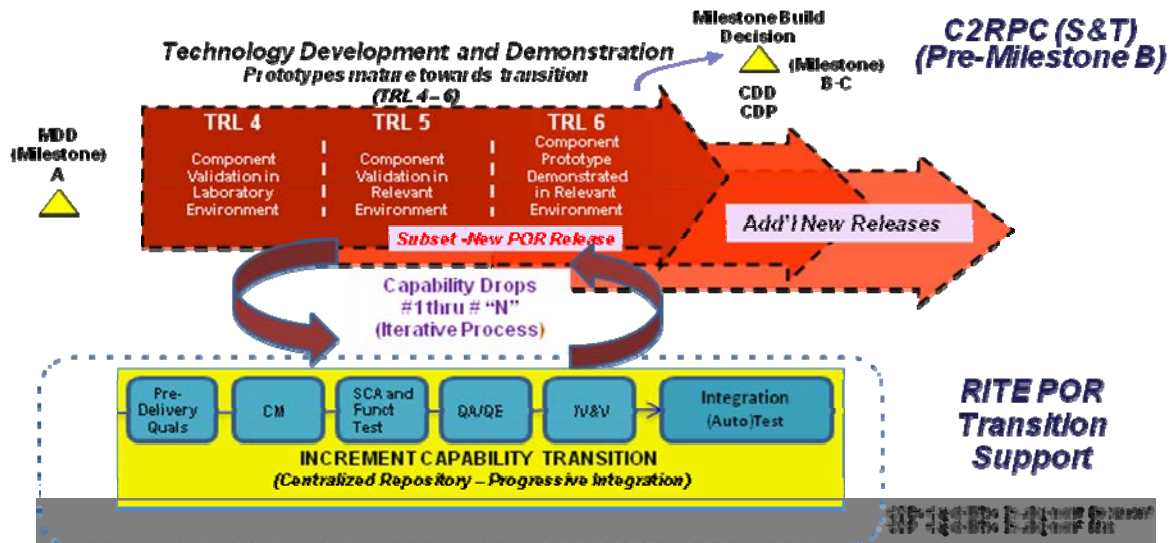 C2RPC (S&T)
(Pre-Milestone B)
Milestone Build
Decision
(Milestone)
B-C
CDD
CDP
Technology Development and Demonstration
Prototypes mature towards transition
(TRL 4 – 6)
MDD
(Milestone)
A
TRL 4
Component
Validation in
Laboratory
Environment
TRL 5
Component
Validation in
Relevant
Environment
TRL 6
Component
Prototype
Demonstrated
in Relevant
Environment
Subset -New POR Release
Add'l New Releases
Capability Drops
#1 thru # "N"
(Iterative Process)
Pre-
Delivery
Quals
CM
SCA and
Funct
Test
QA/QE
IV&V
Integration
(Auto)Test
INCREMENT CAPABILITY TRANSITION
(Centralized Repository – Progressive Integration)
RITE POR
Transition
Support